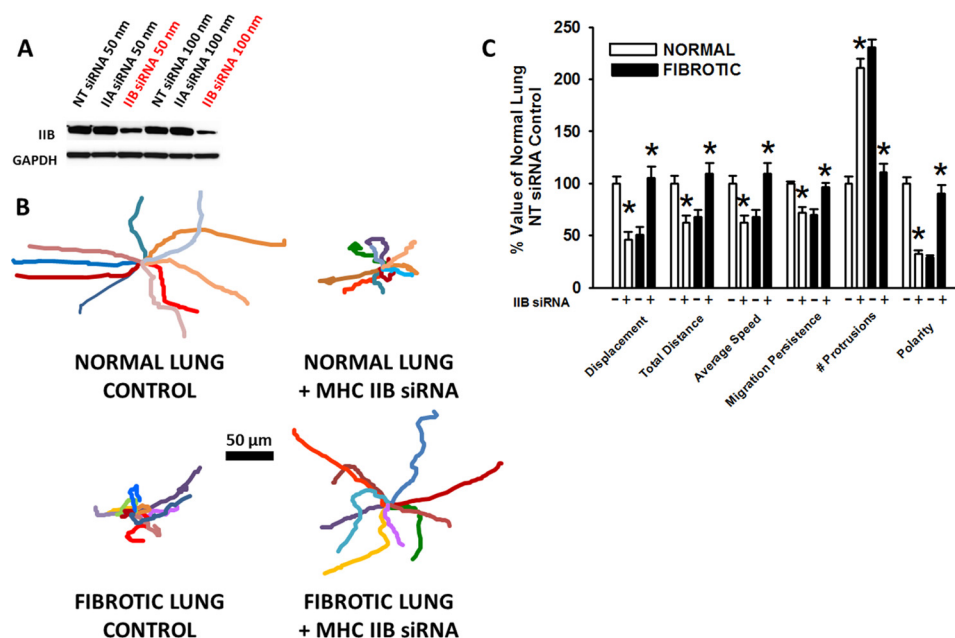 A
NT siRNA 50 nm
IIA siRNA 50 nm
IIB siRNA 50 nm
NT siRNA 100 nm
IIA siRNA 100 nm
IIB siRNA 100 nm
IIB
GAPDH
B
NORMAL LUNG
CONTROL
NORMAL LUNG
+ MHC IIB siRNA
50 µm
FIBROTIC LUNG
CONTROL
FIBROTIC LUNG
+ MHC IIB siRNA
C
NORMAL
FIBROTIC
% Value of Normal Lung
NT siRNA Control
250
200
150
100
50
0
* * * * * * * * * * * *
IIB siRNA - + - + - + - + - + - + - + - + - + - + - + - +
Displacement
Total Distance
Average Speed
Migration Persistence
# Protrusions
Polarity